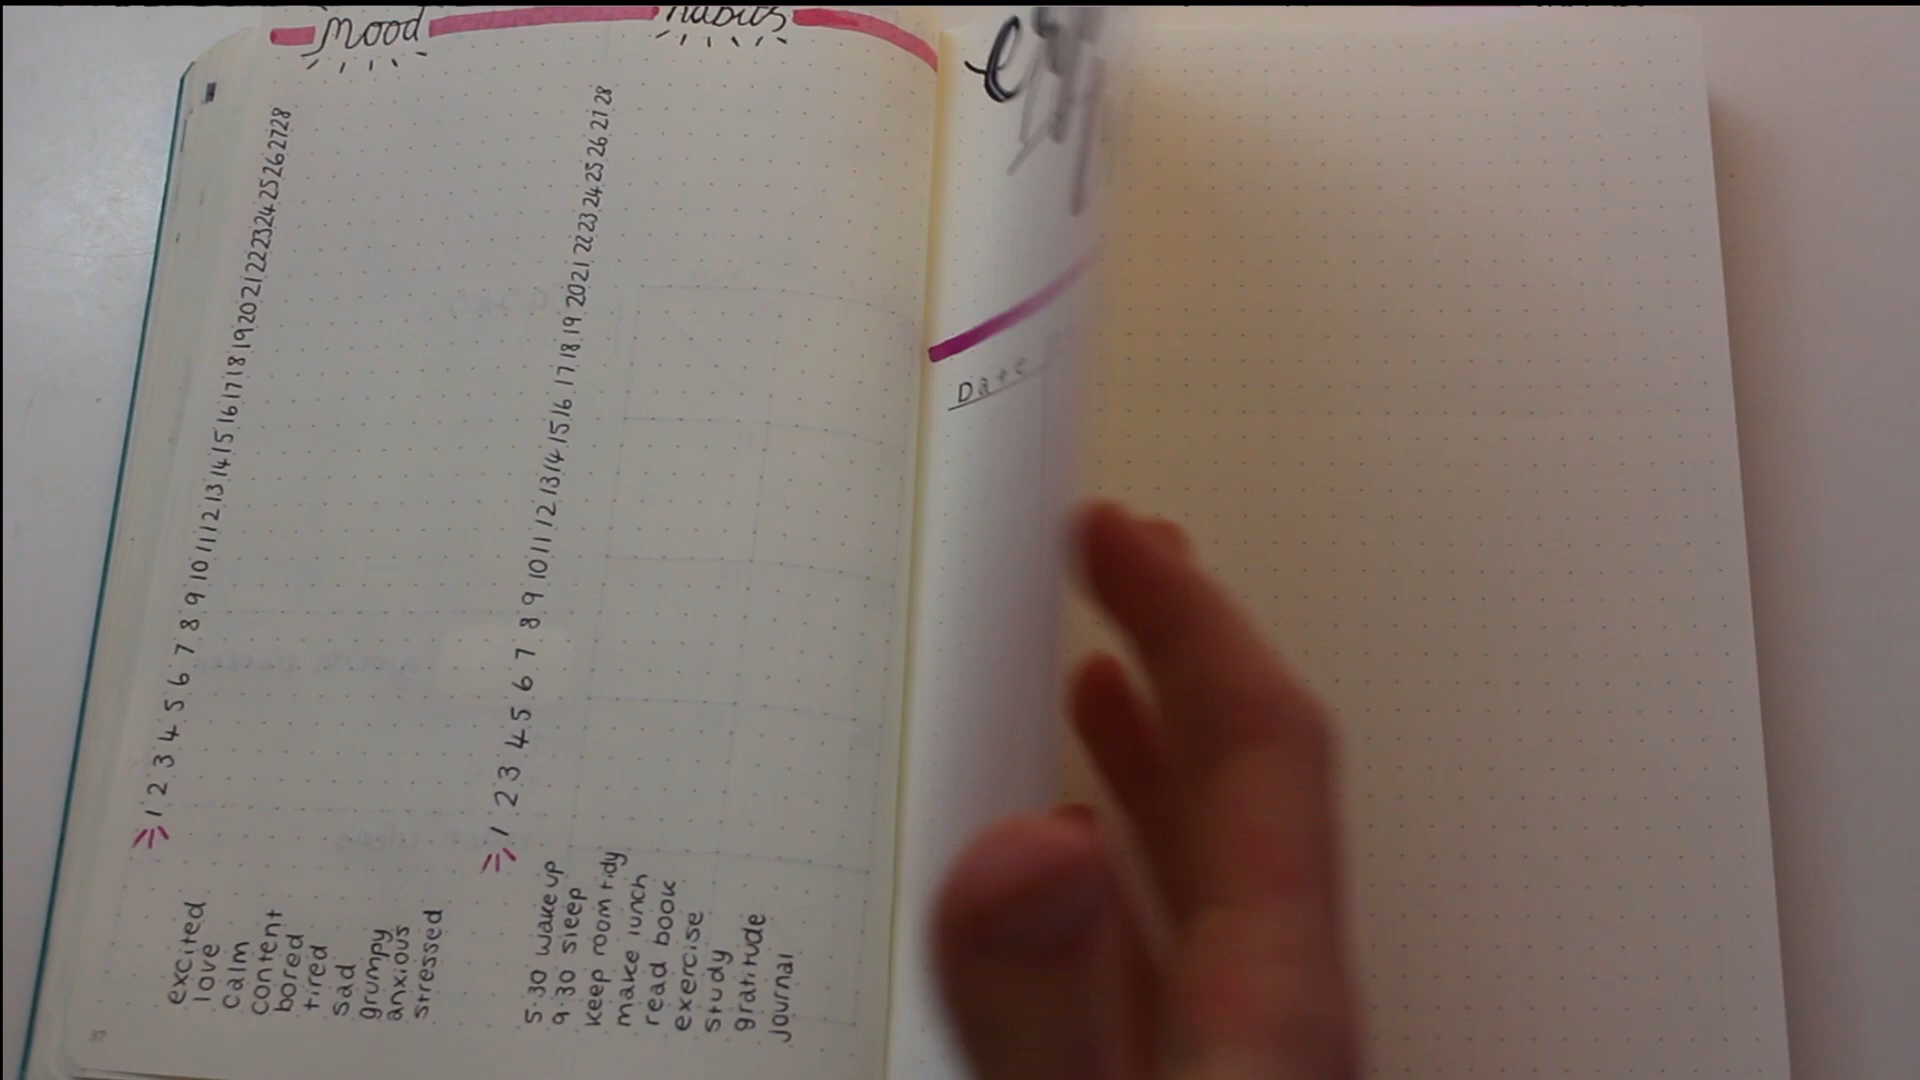 mood
habits
1 2 3 4 5 6 7 8 9 10 11 12 13 14 15 16 17 18 19 20 21 22 23 24 25 26 27 28
excited
love
calm
content
bored
tired
sad
grumpy
anxious
stressed
1 2 3 4 5 6 7 8 9 10 11 12 13 14 15 16 17 18 19 20 21 22 23 24 25 26 27 28
5.30 wake up
9.30 sleep
keep room tidy
make lunch
read book
exercise
study
gratitude
journal
Date